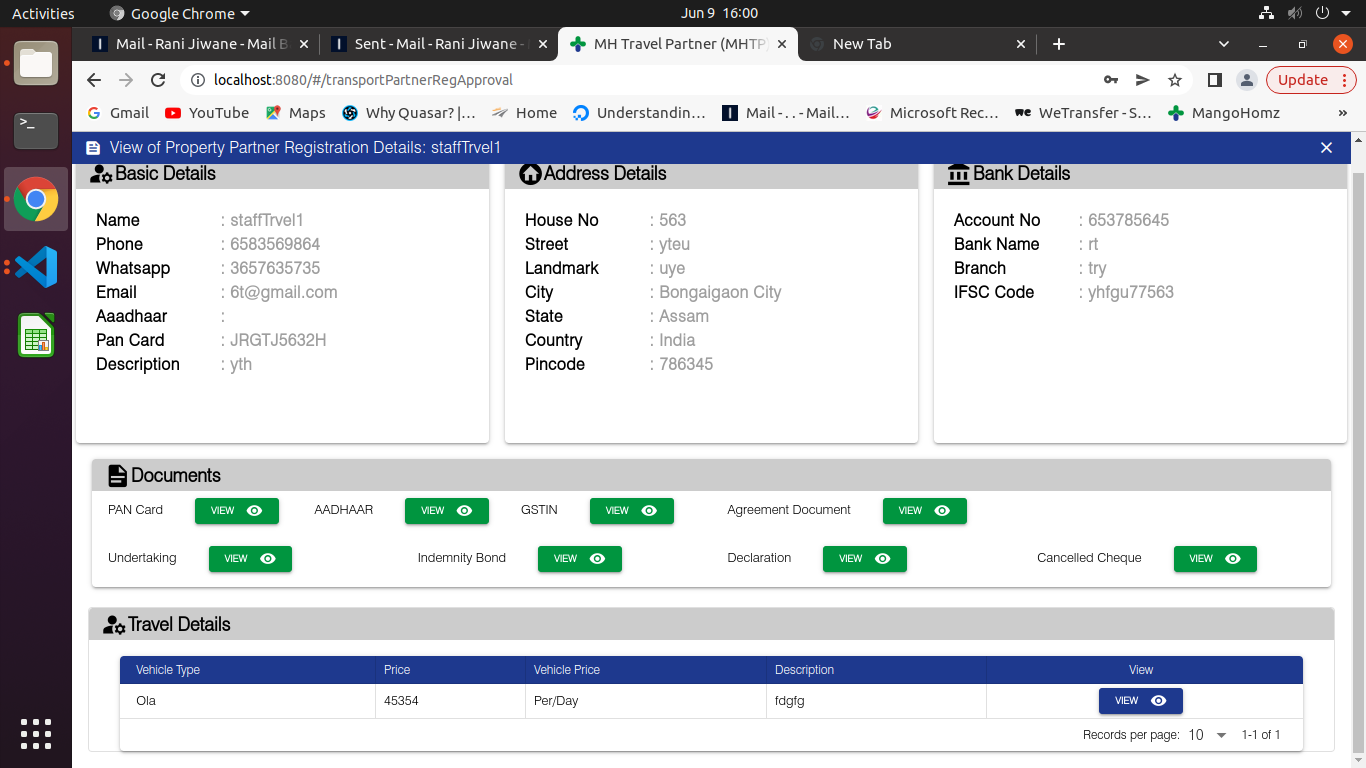 Activities Google Chrome Jun 9 16:00
Mail - Rani Jiwane - Mail B Sent - Mail - Rani Jiwane - MH Travel Partner (MHTP) New Tab
localhost:8080/#/transportPartnerRegApproval Update
Gmail YouTube Maps Why Quasar? |... Home Understandin... Mail - . . - Mail... Microsoft Rec... WeTransfer - S... MangoHomz »
View of Property Partner Registration Details: staffTrvel1
Basic Details
Name : staffTrvel1
Phone : 6583569864
Whatsapp : 3657635735
Email : 6t@gmail.com
Aaadhaar :
Pan Card : JRGTJ5632H
Description : yth
Address Details
House No : 563
Street : yteu
Landmark : uye
City : Bongaigaon City
State : Assam
Country : India
Pincode : 786345
Bank Details
Account No : 653785645
Bank Name : rt
Branch : try
IFSC Code : yhfgu77563
Documents
PAN Card VIEW AADHAAR VIEW GSTIN VIEW Agreement Document VIEW
Undertaking VIEW Indemnity Bond VIEW Declaration VIEW Cancelled Cheque VIEW
Travel Details
Vehicle Type Price Vehicle Price Description View
Ola 45354 Per/Day fdgfg VIEW
Records per page: 10 1-1 of 1